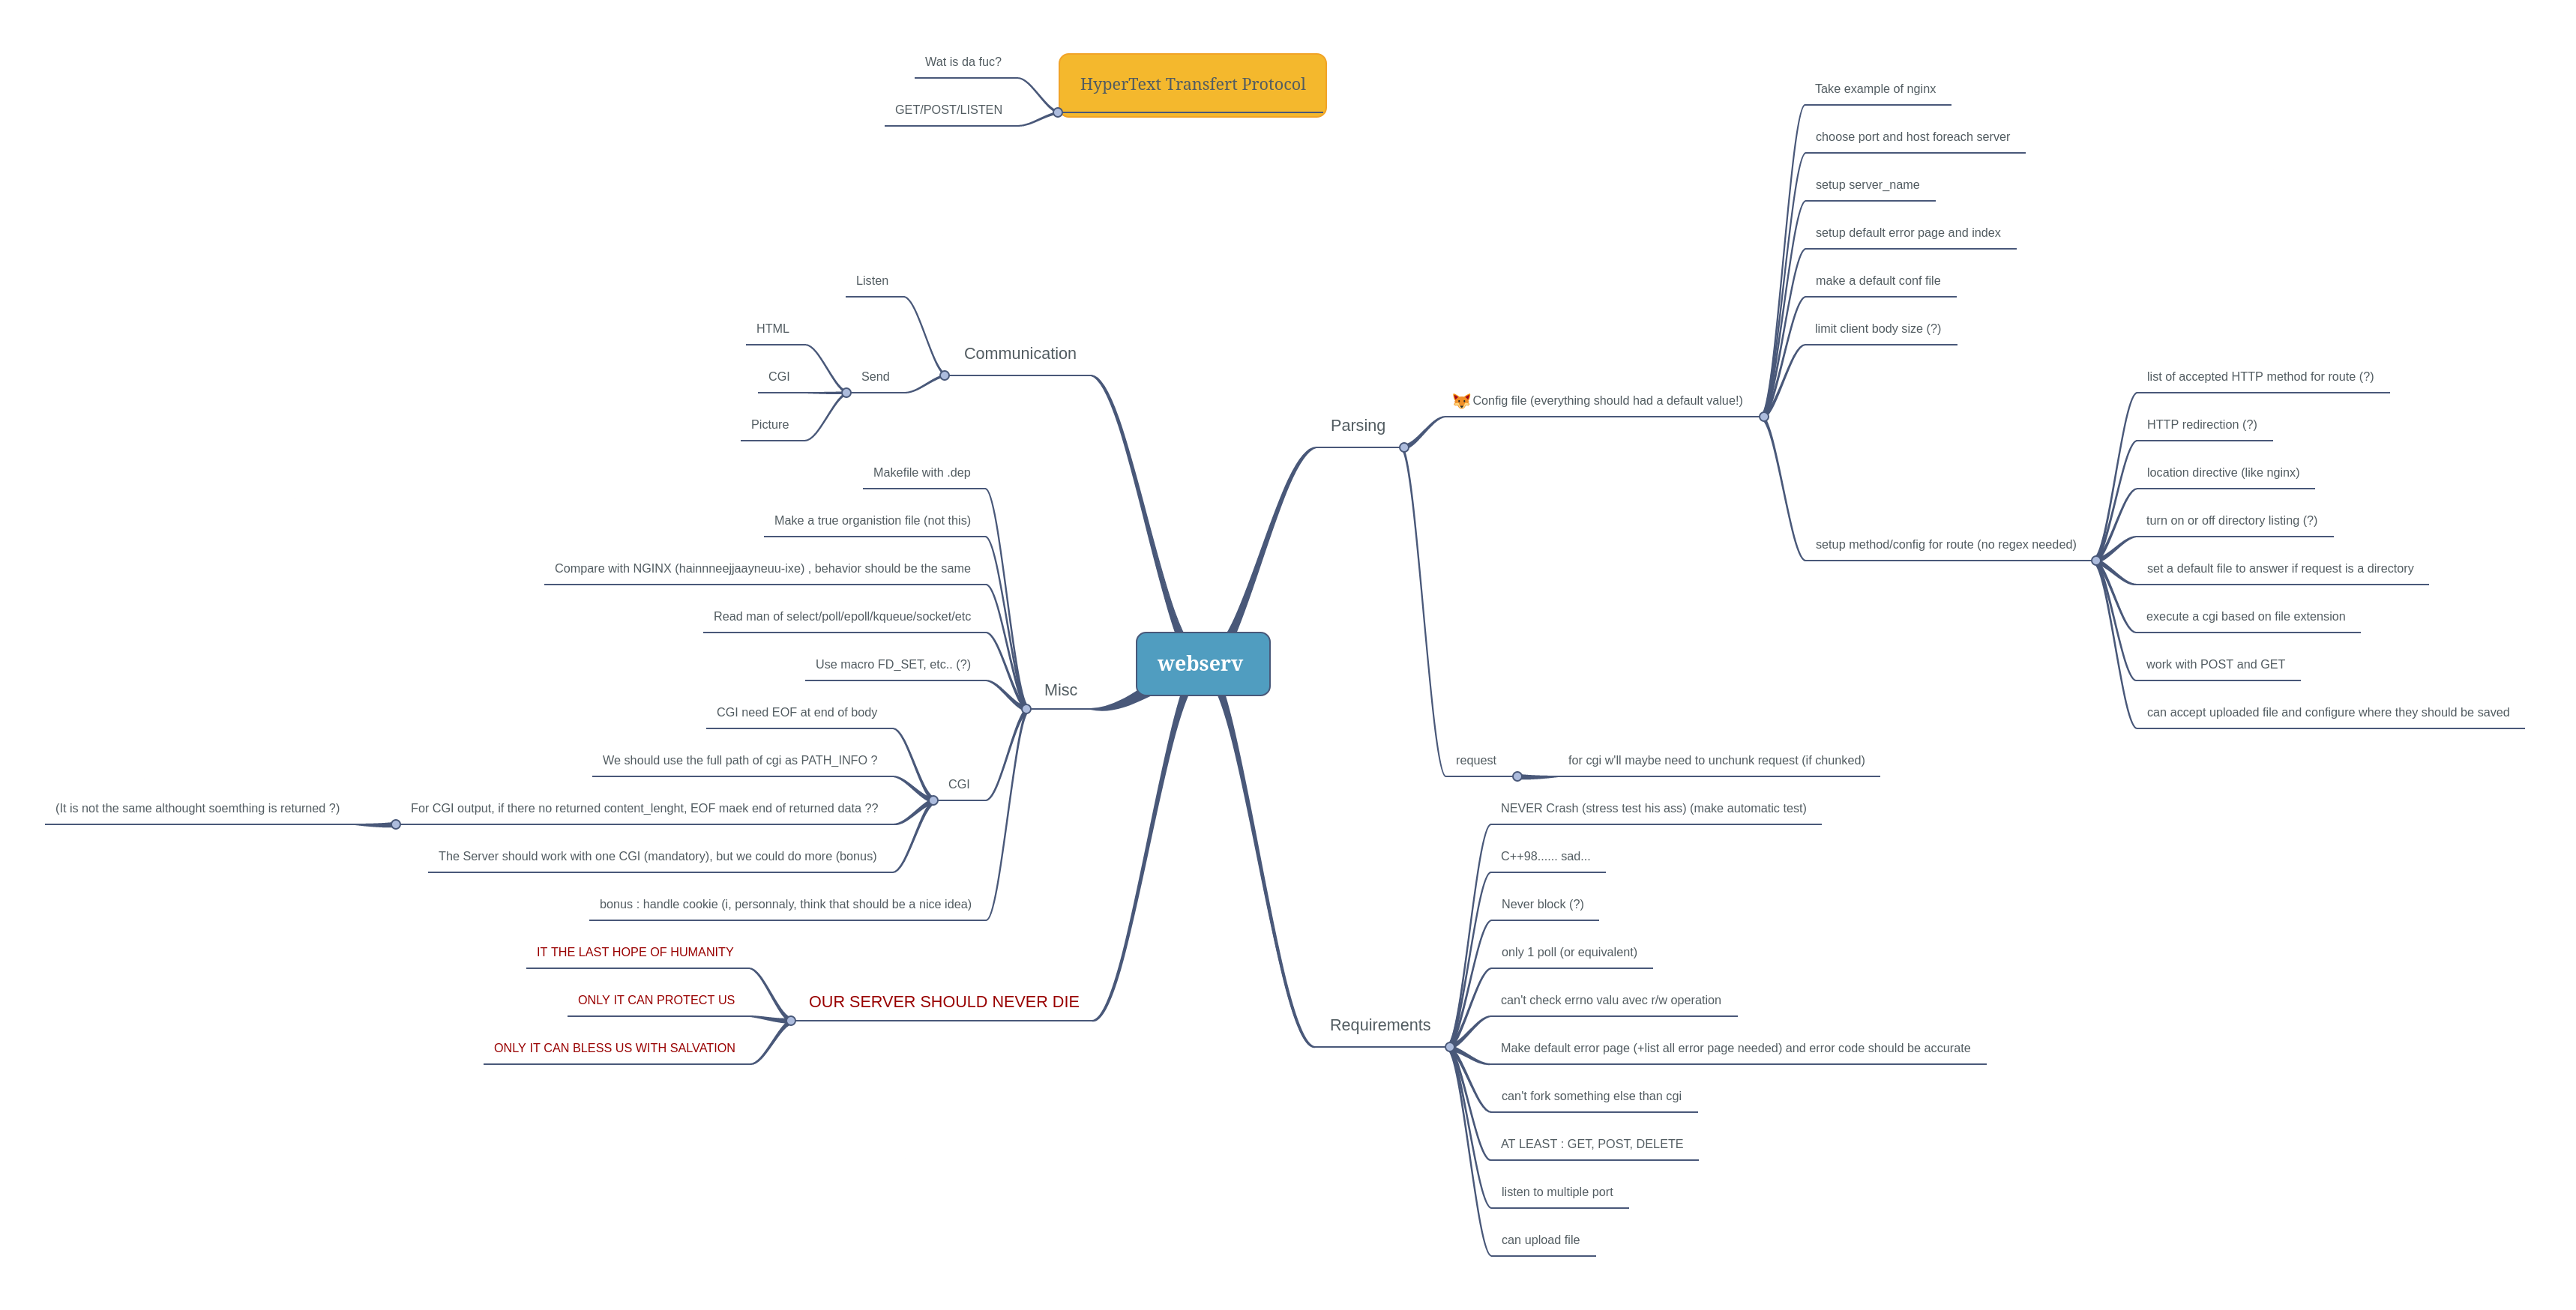 Wat is da fuc?
HyperText Transfert Protocol
GET/POST/LISTEN
Communication
Listen
Send
HTML
CGI
Picture
Misc
Makefile with .dep
Make a true organistion file (not this)
Compare with NGINX (hainnneejjaayneuu-ixe) , behavior should be the same
Read man of select/poll/epoll/kqueue/socket/etc
Use macro FD_SET, etc.. (?)
CGI
CGI need EOF at end of body
We should use the full path of cgi as PATH_INFO ?
For CGI output, if there no returned content_lenght, EOF maek end of returned data ??
(It is not the same althought soemthing is returned ?)
The Server should work with one CGI (mandatory), but we could do more (bonus)
bonus : handle cookie (i, personnaly, think that should be a nice idea)
OUR SERVER SHOULD NEVER DIE
IT THE LAST HOPE OF HUMANITY
ONLY IT CAN PROTECT US
ONLY IT CAN BLESS US WITH SALVATION
webserv
Parsing
Config file (everything should had a default value!)
Take example of nginx
choose port and host foreach server
setup server_name
setup default error page and index
make a default conf file
limit client body size (?)
setup method/config for route (no regex needed)
list of accepted HTTP method for route (?)
HTTP redirection (?)
location directive (like nginx)
turn on or off directory listing (?)
set a default file to answer if request is a directory
execute a cgi based on file extension
work with POST and GET
can accept uploaded file and configure where they should be saved
request
for cgi w'll maybe need to unchunk request (if chunked)
Requirements
NEVER Crash (stress test his ass) (make automatic test)
C++98...... sad...
Never block (?)
only 1 poll (or equivalent)
can't check errno valu avec r/w operation
Make default error page (+list all error page needed) and error code should be accurate
can't fork something else than cgi
AT LEAST : GET, POST, DELETE
listen to multiple port
can upload file